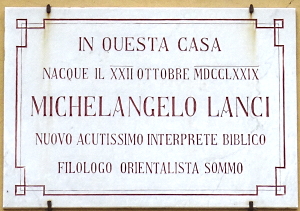 IN QUESTA CASA
NACQUE IL XXII OTTOBRE MDCCLXXIX
MICHELANGELO LANCI
NUOVO ACUTISSIMO INTERPRETE BIBLICO
FILOLOGO ORIENTALISTA SOMMO